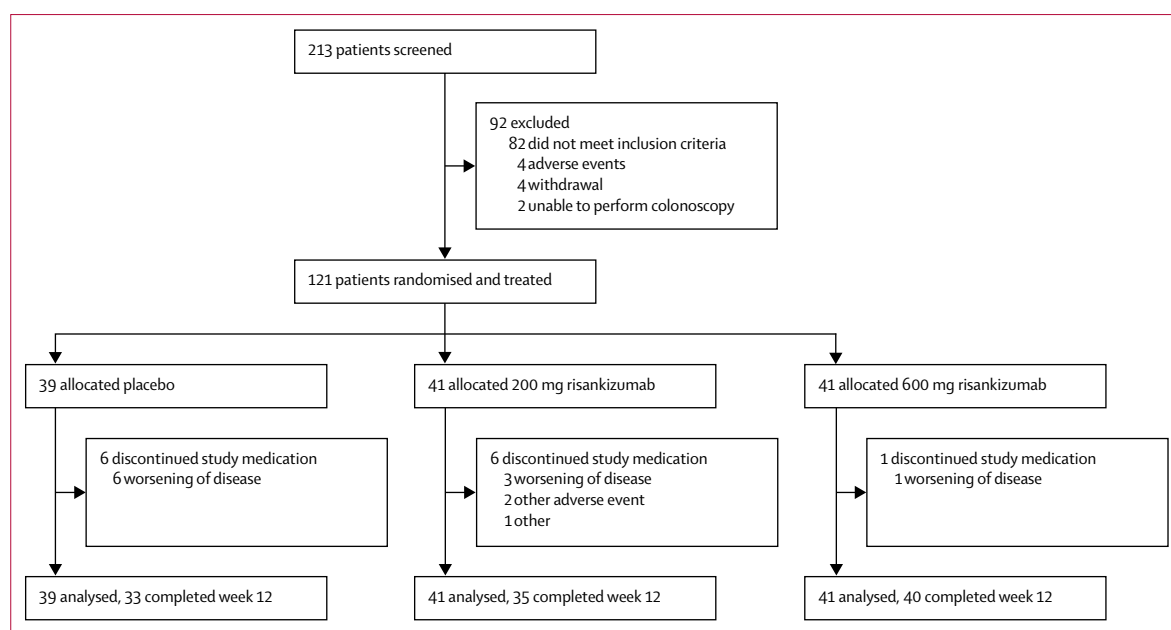 213 patients screened
92 excluded
82 did not meet inclusion criteria
4 adverse events
4 withdrawal
2 unable to perform colonoscopy
121 patients randomised and treated
39 allocated placebo
41 allocated 200 mg risankizumab
41 allocated 600 mg risankizumab
6 discontinued study medication
6 worsening of disease
6 discontinued study medication
3 worsening of disease
2 other adverse event
1 other
1 discontinued study medication
1 worsening of disease
39 analysed, 33 completed week 12
41 analysed, 35 completed week 12
41 analysed, 40 completed week 12